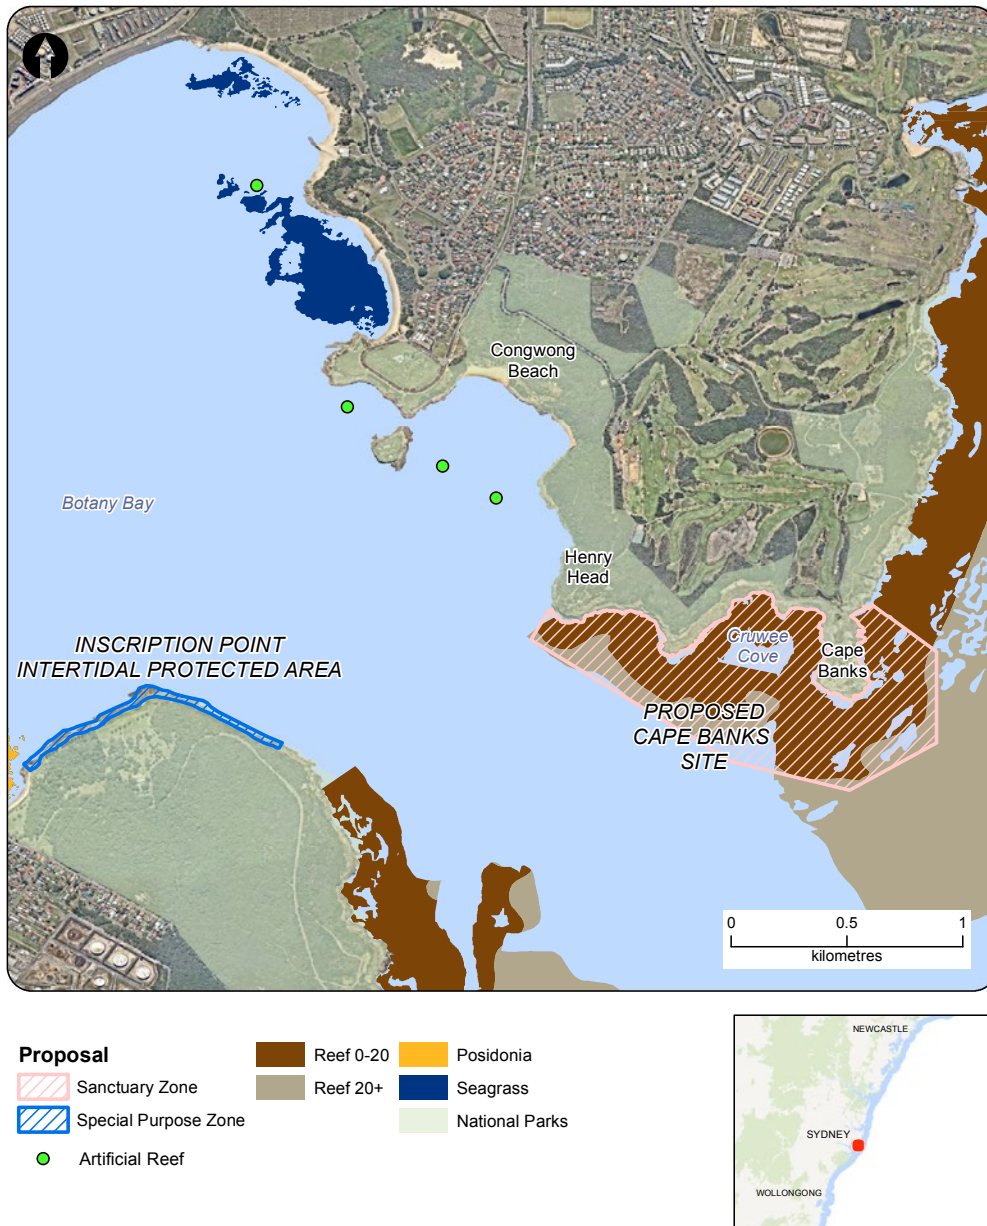 Congwong
Beach
Botany Bay
Henry
Head
INSCRIPTION POINT
INTERTIDAL PROTECTED AREA
Cruwee
Cove
Cape
Banks
PROPOSED
CAPE BANKS
SITE
0 0.5 1
kilometres
Proposal
Sanctuary Zone
Special Purpose Zone
Artificial Reef
Reef 0-20
Reef 20+
Posidonia
Seagrass
National Parks
NEWCASTLE
SYDNEY
WOLLONGONG